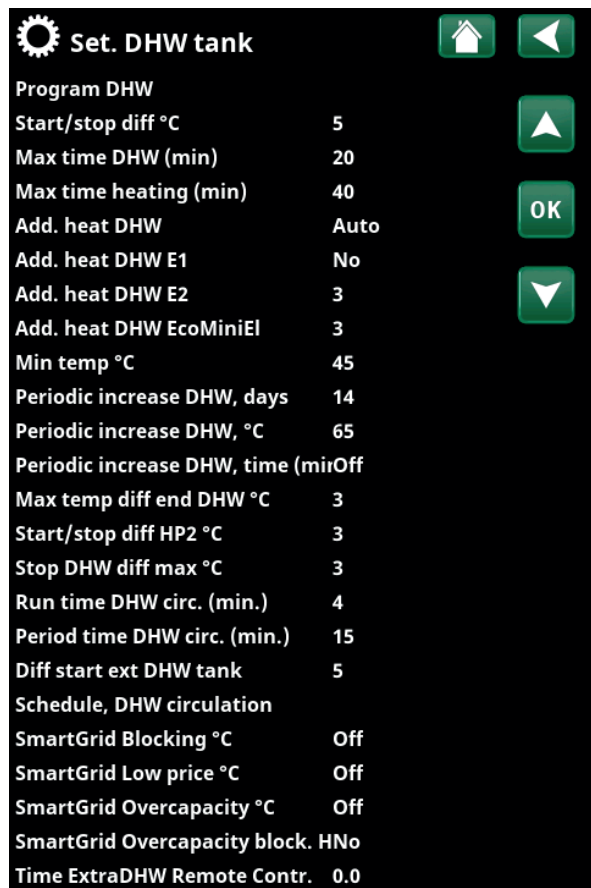 Set. DHW tank
Program DHW
Start/stop diff °C 5
Max time DHW (min) 20
Max time heating (min) 40
Add. heat DHW Auto
Add. heat DHW E1 No
Add. heat DHW E2 3
Add. heat DHW EcoMiniEl 3
Min temp °C 45
Periodic increase DHW, days 14
Periodic increase DHW, °C 65
Periodic increase DHW, time (mirOff
Max temp diff end DHW °C 3
Start/stop diff HP2 °C 3
Stop DHW diff max °C 3
Run time DHW circ. (min.) 4
Period time DHW circ. (min.) 15
Diff start ext DHW tank 5
Schedule, DHW circulation
SmartGrid Blocking °C Off
SmartGrid Low price °C Off
SmartGrid Overcapacity °C Off
SmartGrid Overcapacity block. HNo
Time ExtraDHW Remote Contr. 0.0
OK